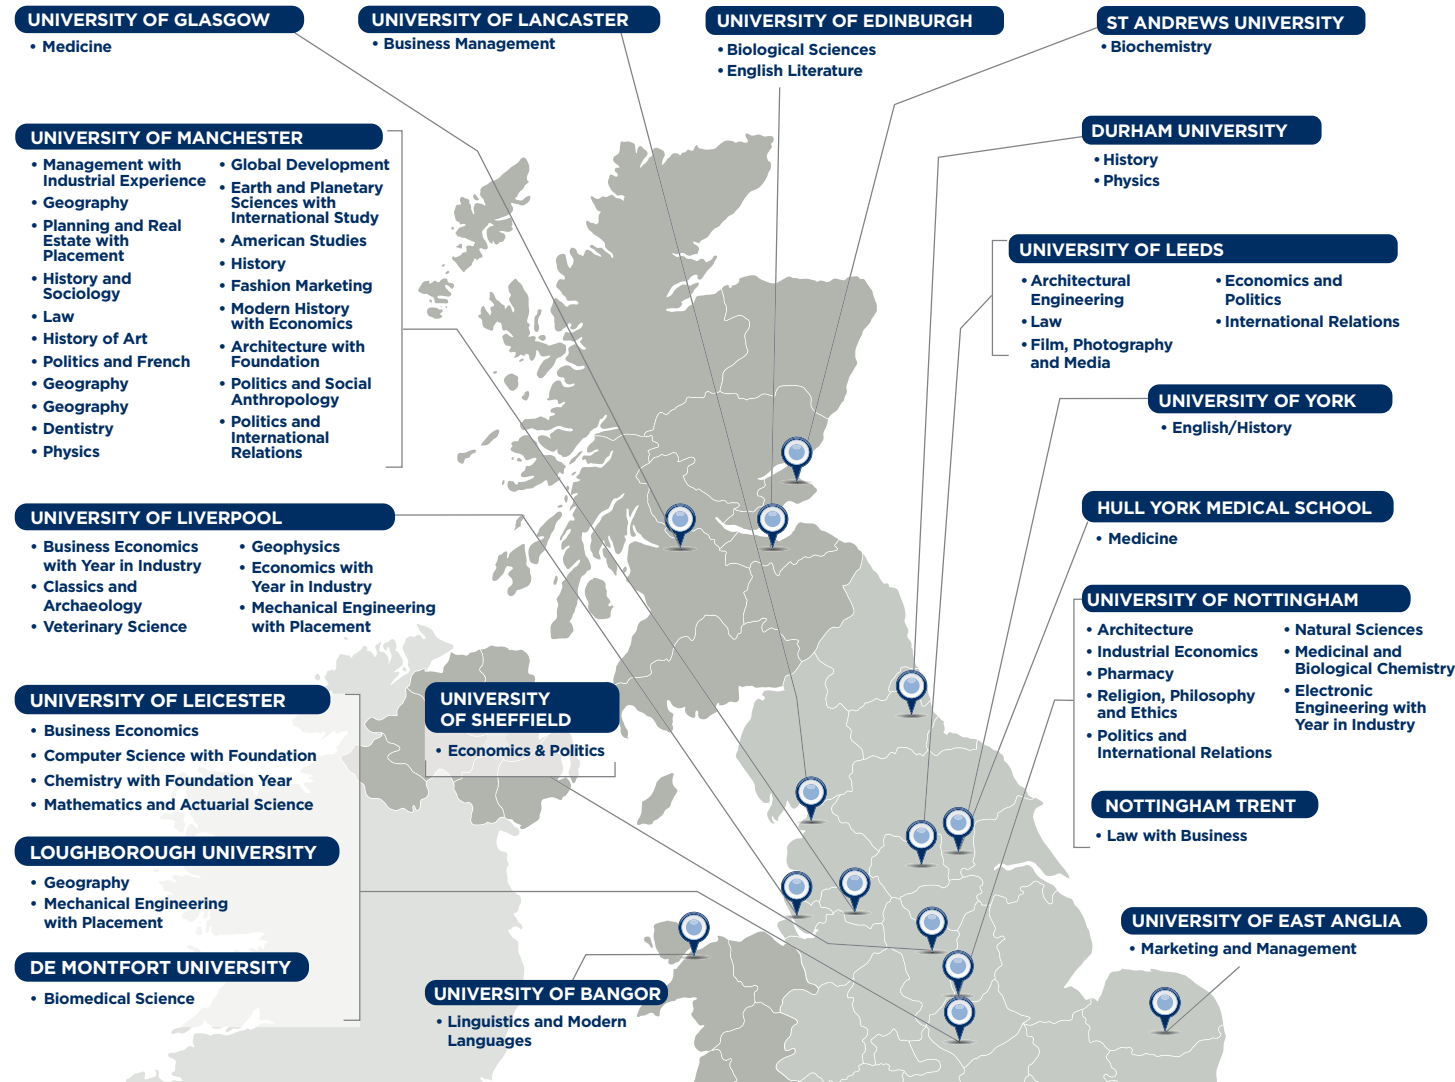 UNIVERSITY OF GLASGOW
• Medicine
UNIVERSITY OF LANCASTER
• Business Management
UNIVERSITY OF EDINBURGH
• Biological Sciences
• English Literature
ST ANDREWS UNIVERSITY
• Biochemistry
UNIVERSITY OF MANCHESTER
• Management with
Industrial Experience
• Geography
• Planning and Real
Estate with
Placement
• History and
Sociology
• Law
• History of Art
• Politics and French
• Geography
• Geography
• Dentistry
• Physics
• Global Development
• Earth and Planetary
Sciences with
International Study
• American Studies
• History
• Fashion Marketing
• Modern History
with Economics
• Architecture with
Foundation
• Politics and Social
Anthropology
• Politics and
International
Relations
DURHAM UNIVERSITY
• History
• Physics
UNIVERSITY OF LEEDS
• Architectural
Engineering
• Law
• Film, Photography
and Media
• Economics and
Politics
• International Relations
UNIVERSITY OF YORK
• English/History
UNIVERSITY OF LIVERPOOL
• Business Economics
with Year in Industry
• Classics and
Archaeology
• Veterinary Science
• Geophysics
• Economics with
Year in Industry
• Mechanical Engineering
with Placement
HULL YORK MEDICAL SCHOOL
• Medicine
UNIVERSITY OF NOTTINGHAM
• Architecture
• Industrial Economics
• Pharmacy
• Religion, Philosophy
and Ethics
• Politics and
International Relations
• Natural Sciences
• Medicinal and
Biological Chemistry
• Electronic
Engineering with
Year in Industry
UNIVERSITY OF LEICESTER
• Business Economics
• Computer Science with Foundation
• Chemistry with Foundation Year
• Mathematics and Actuarial Science
UNIVERSITY
OF SHEFFIELD
• Economics & Politics
NOTTINGHAM TRENT
• Law with Business
LOUGHBOROUGH UNIVERSITY
• Geography
• Mechanical Engineering
with Placement
DE MONTFORT UNIVERSITY
• Biomedical Science
UNIVERSITY OF BANGOR
• Linguistics and Modern
Languages
UNIVERSITY OF EAST ANGLIA
• Marketing and Management